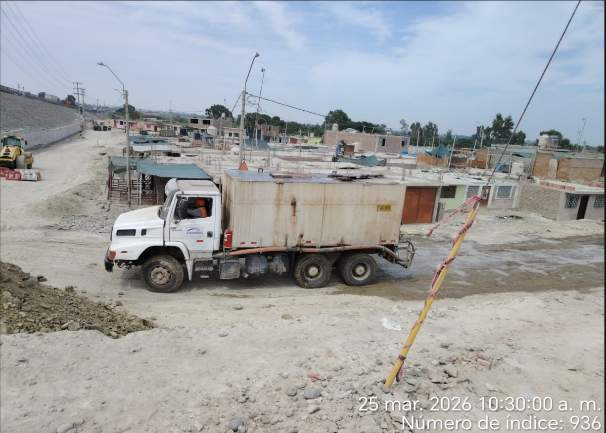 25 mar. 2026 10:30:00 a. m.
Número de índice: 936